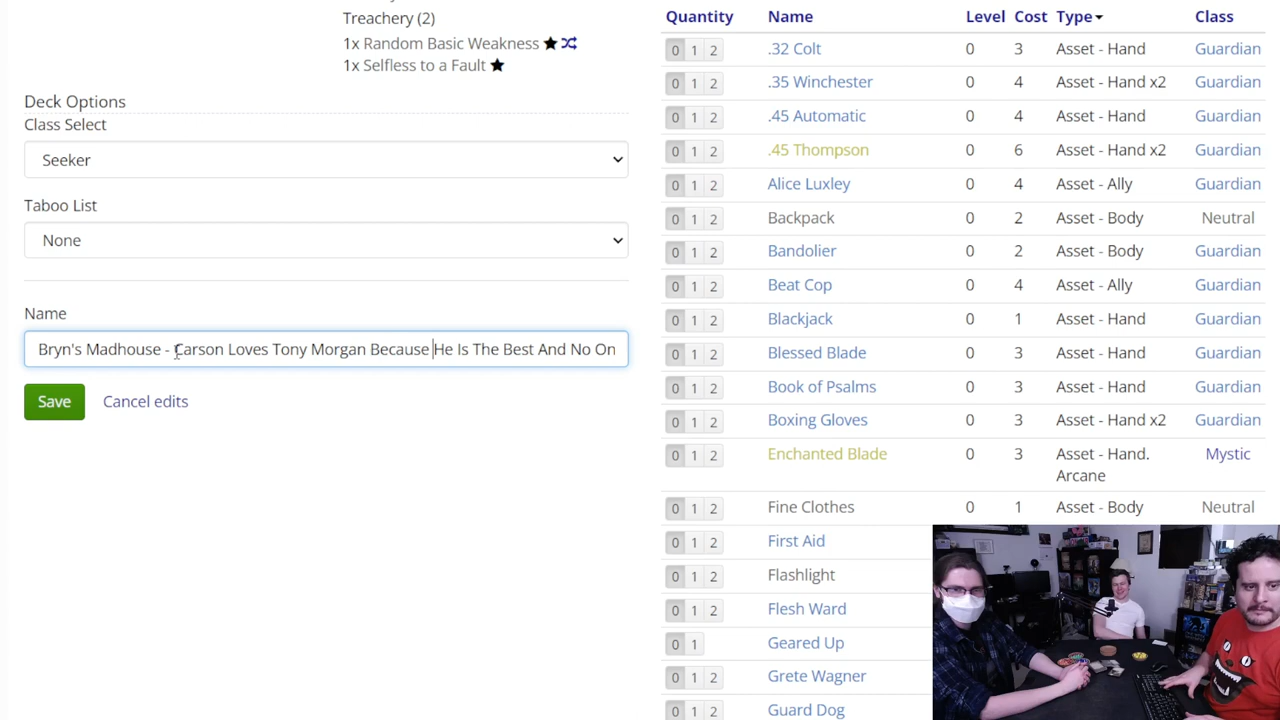 Treachery (2)
1x Random Basic Weakness
1x Selfless to a Fault
Deck Options
Class Select
Seeker
Taboo List
None
Name
Bryn's Madhouse - Carson Loves Tony Morgan Because He Is The Best And No On
Save Cancel edits
Quantity Name Level Cost Type Class
0 1 2 .32 Colt 0 3 Asset - Hand Guardian
0 1 2 .35 Winchester 0 4 Asset - Hand x2 Guardian
0 1 2 .45 Automatic 0 4 Asset - Hand Guardian
0 1 2 .45 Thompson 0 6 Asset - Hand x2 Guardian
0 1 2 Alice Luxley 0 4 Asset - Ally Guardian
0 1 2 Backpack 0 2 Asset - Body Neutral
0 1 2 Bandolier 0 2 Asset - Body Guardian
0 1 2 Beat Cop 0 4 Asset - Ally Guardian
0 1 2 Blackjack 0 1 Asset - Hand Guardian
0 1 2 Blessed Blade 0 3 Asset - Hand Guardian
0 1 2 Book of Psalms 0 3 Asset - Hand Guardian
0 1 2 Boxing Gloves 0 3 Asset - Hand x2 Guardian
0 1 2 Enchanted Blade 0 3 Asset - Hand. Mystic
Arcane
0 1 2 Fine Clothes 0 1 Asset - Body Neutral
0 1 2 First Aid
0 1 2 Flashlight
0 1 2 Flesh Ward
0 1 Geared Up
0 1 2 Grete Wagner
0 1 2 Guard Dog